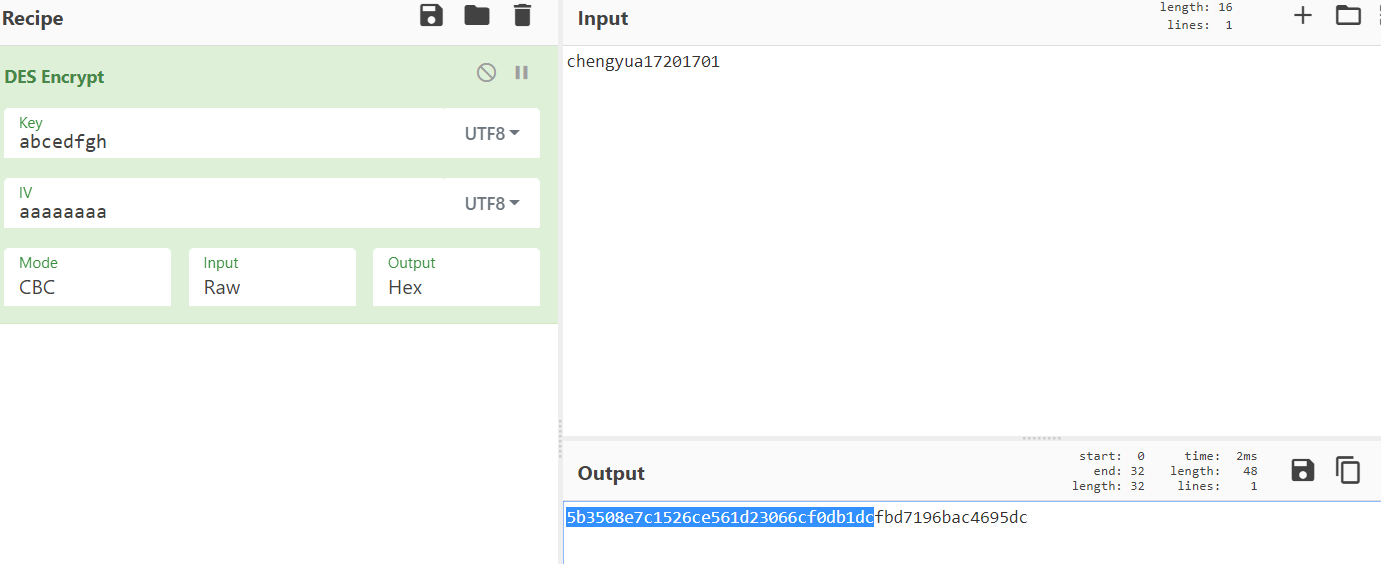 Recipe
DES Encrypt
Key
abcedfgh
UTF8
IV
aaaaaaaa
UTF8
Mode
CBC
Input
Raw
Output
Hex
Input
length: 16
lines: 1
chengyua17201701
Output
start: 0 time: 2ms
end: 32 length: 48
length: 32 lines: 1
5b3508e7c1526ce561d23066cf0db1dcfbd7196bac4695dc